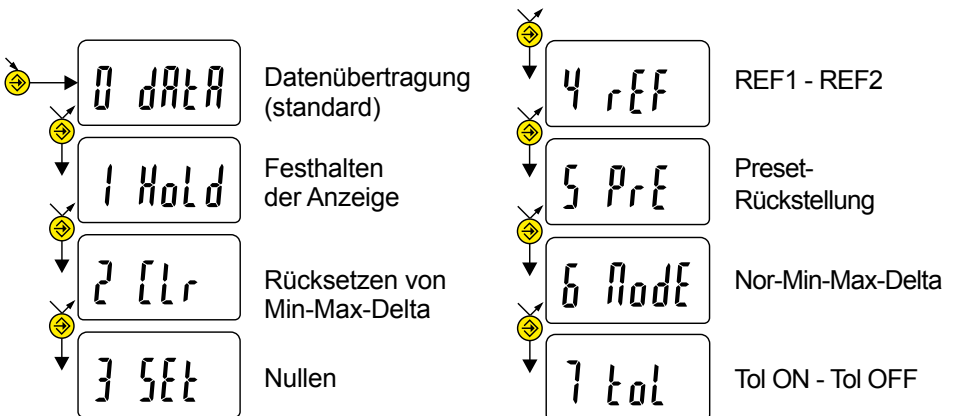 0 dAtA
Datenübertragung
(standard)
1 Hold
Festhalten
der Anzeige
2 CLr
Rücksetzen von
Min-Max-Delta
3 SEt
Nullen
4 rEF
REF1 - REF2
5 PrE
Preset-
Rückstellung
6 ModE
Nor-Min-Max-Delta
7 tol
Tol ON - Tol OFF